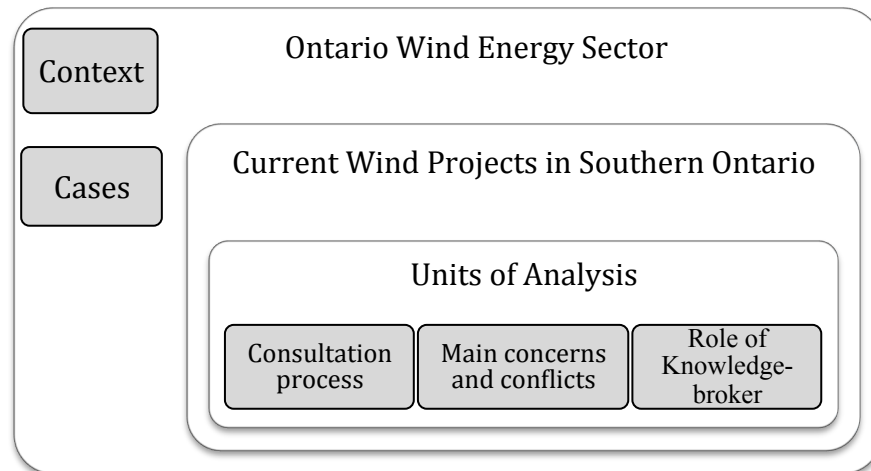 Context
Ontario Wind Energy Sector
Cases
Current Wind Projects in Southern Ontario
Units of Analysis
Consultation
process
Main concerns
and conflicts
Role of
Knowledge-
broker